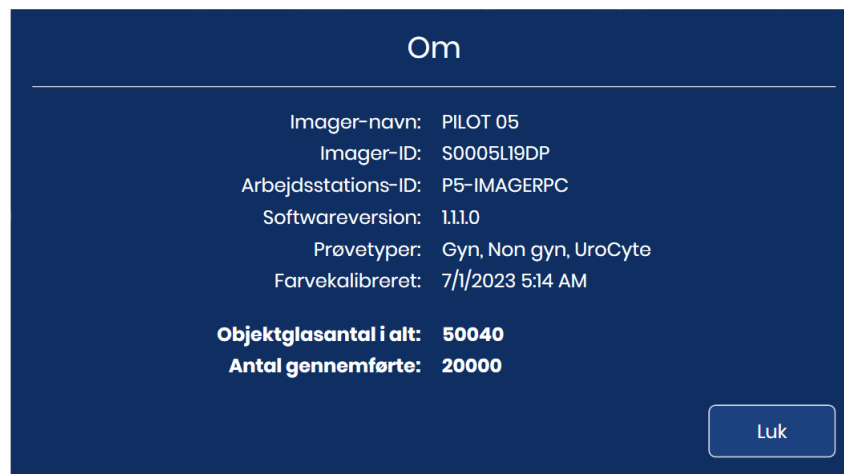 Om
Imager-navn: PILOT 05
Imager-ID: S0005L19DP
Arbejdsstations-ID: P5-IMAGERPC
Softwareversion: 1.1.1.0
Prøvetyper: Gyn, Non gyn, UroCyte
Farvekalibreret: 7/1/2023 5:14 AM
Objektglasantal i alt: 50040
Antal gennemførte: 20000
Luk